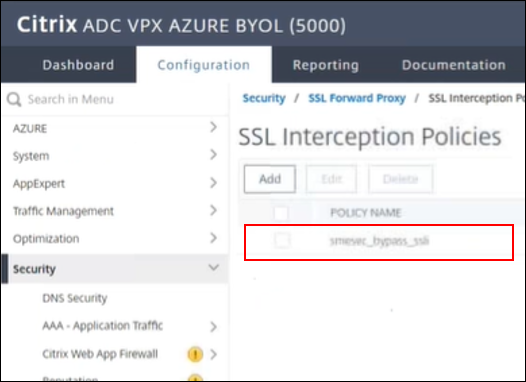 Citrix ADC VPX AZURE BYOL (5000)
Dashboard Configuration Reporting Documentation
Search in Menu
Security / SSL Forward Proxy / SSL Interception Po
AZURE
System
AppExpert
Traffic Management
Optimization
Security
DNS Security
AAA - Application Traffic
Citrix Web App Firewall
Reputation
SSL Interception Policies
Add Edit Delete
POLICY NAME
smesec_bypass_ssli